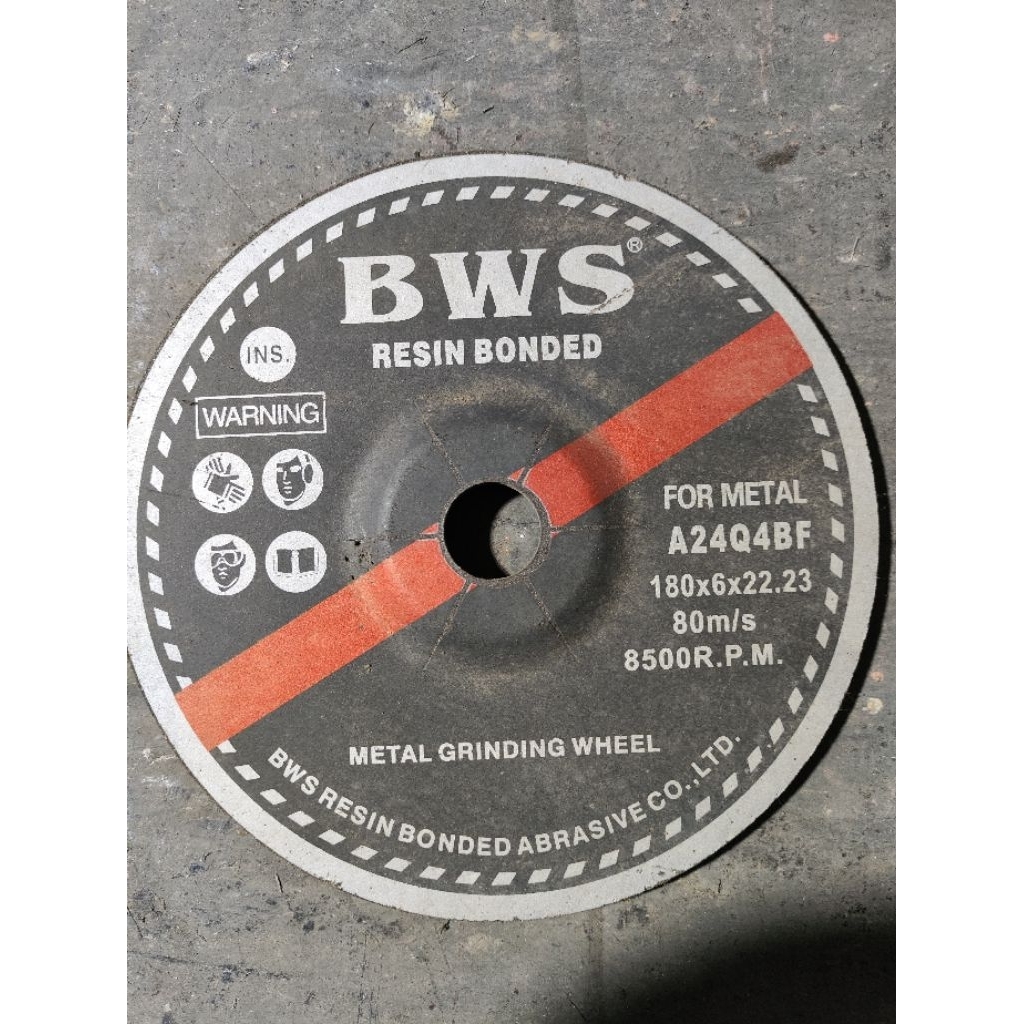 BWS®
RESIN BONDED
INS.
WARNING
FOR METAL
A24Q4BF
180x6x22.23
80m/s
8500R.P.M.
METAL GRINDING WHEEL
BWS RESIN BONDED ABRASIVE CO.,LTD.